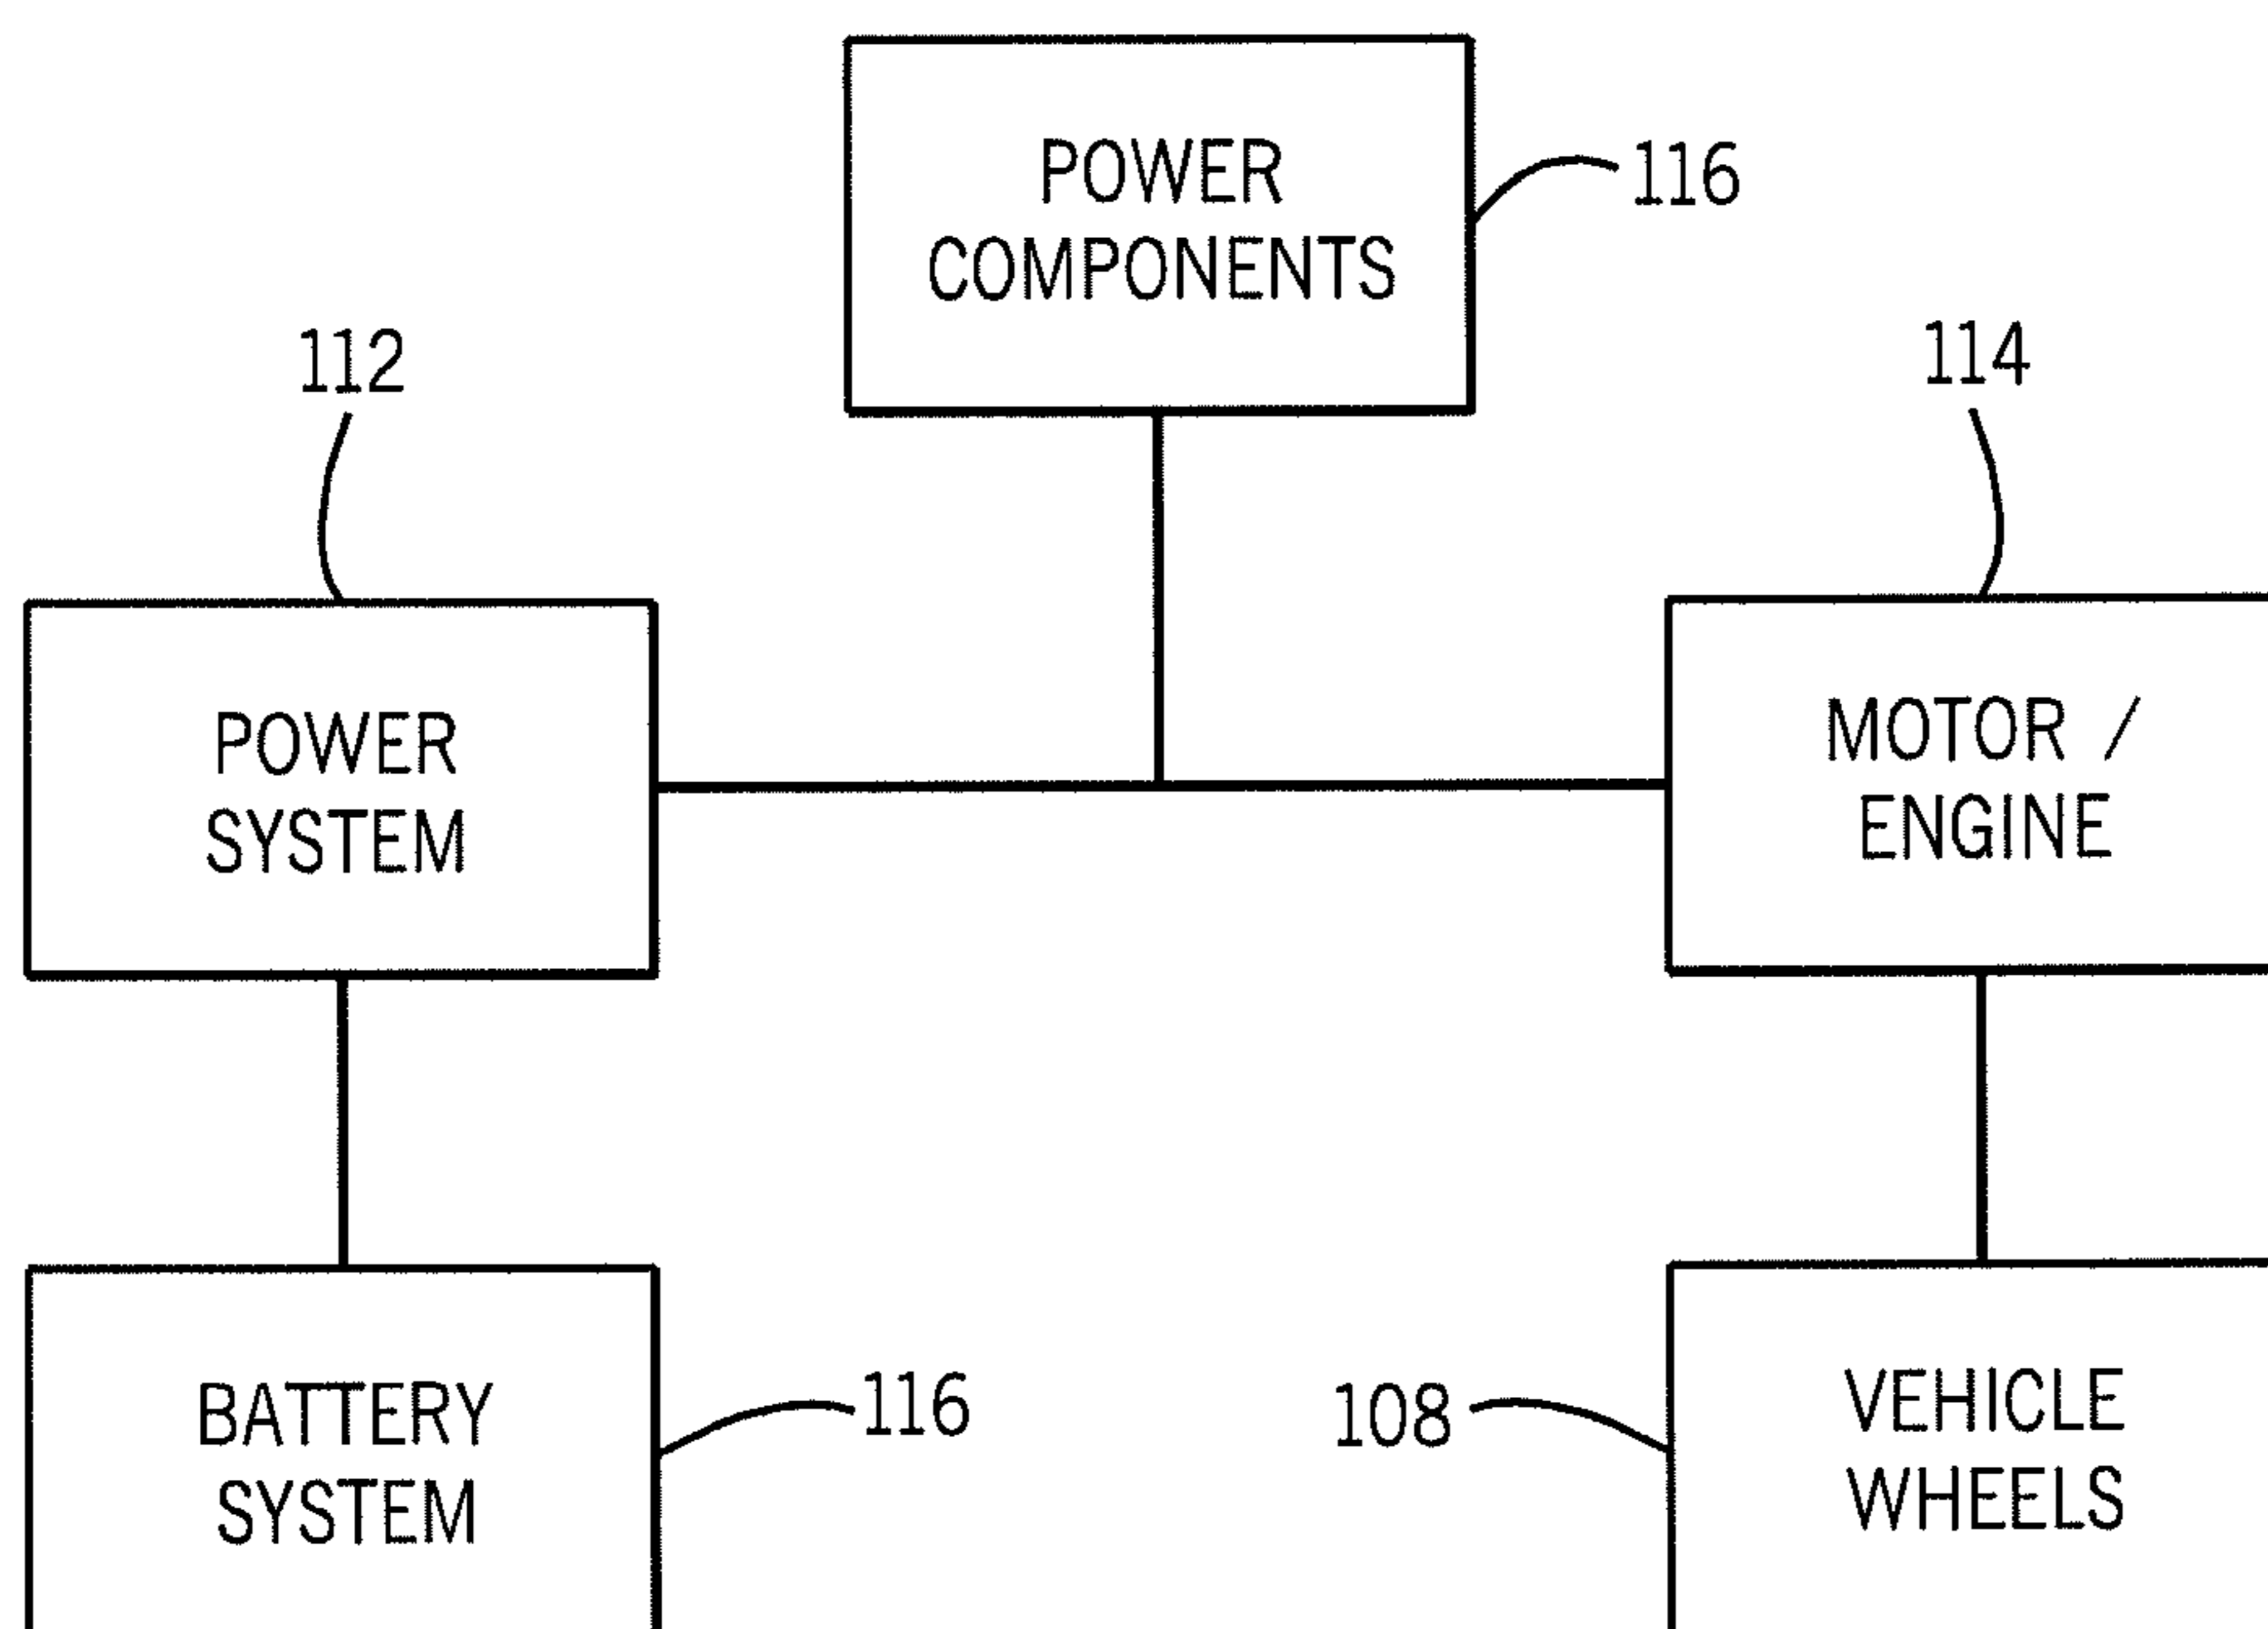 POWER
COMPONENTS
116
112
114
POWER
SYSTEM
MOTOR /
ENGINE
BATTERY
SYSTEM
116
108
VEHICLE
WHEELS